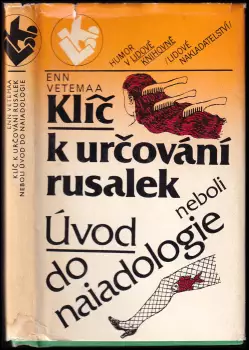 ENN VETEMAA
KLÍČ K URČOVÁNÍ RUSALEK
NEBOLI ÚVOD DO NAIADOLOGIE
HUMOR
V LIDOVÉ
KNIHOVNĚ
/LIDOVÉ
NAKLADATELSTVÍ/
ENN
VETEMAA
Klíč
k určování
rusalek
neboli
Úvod
do
naiadologie